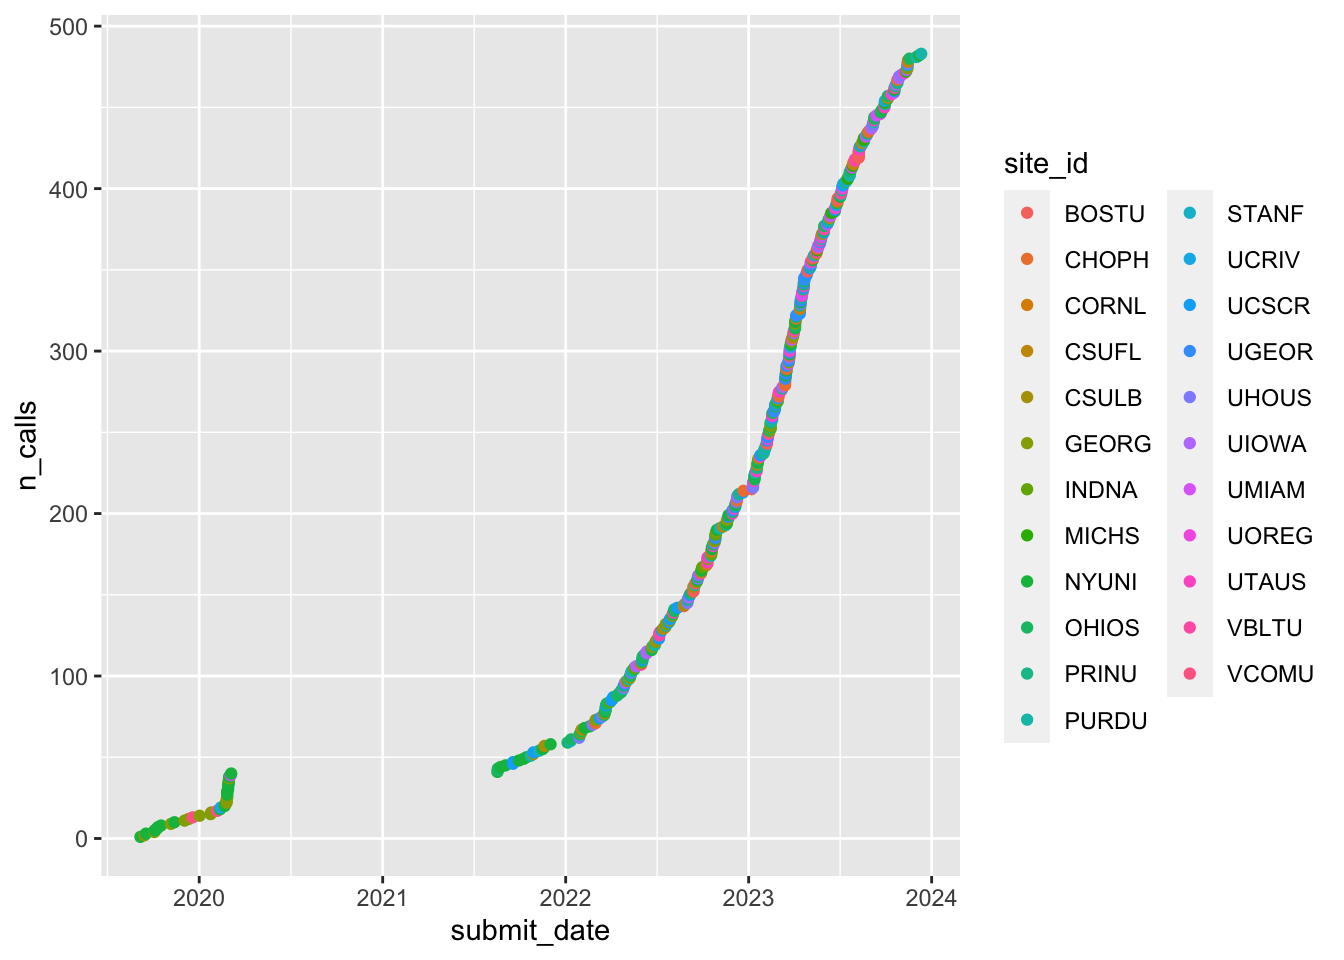 500
400
300
200
100
0
n_calls
2020 2021 2022 2023 2024
submit_date
site_id
BOSTU
CHOPH
CORNL
CSUFL
CSULB
GEORG
INDNA
MICHS
NYUNI
OHIOS
PRINU
PURDU
STANF
UCRIV
UCSCR
UGEOR
UHOUS
UIOWA
UMIAM
UOREG
UTAUS
VBLTU
VCOMU